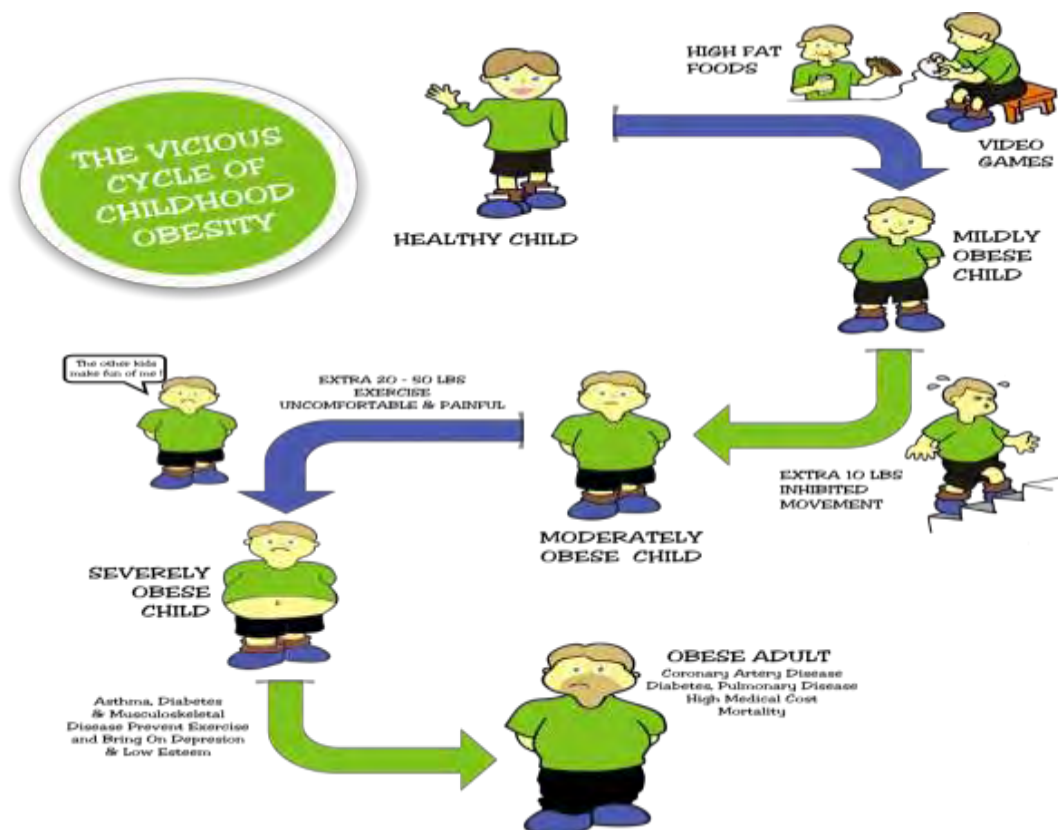 THE VICIOUS
CYCLE OF
CHILDHOOD
OBESITY
HEALTHY CHILD
HIGH FAT
FOODS
VIDEO
GAMES
MILDLY
OBESE
CHILD
EXTRA 10 LBS
INHIBITED
MOVEMENT
MODERATELY
OBESE CHILD
EXTRA 20 - 50 LBS
EXERCISE
UNCOMFORTABLE & PAINFUL
The other kids
make fun of me !
SEVERELY
OBESE
CHILD
Asthma, Diabetes
& Musculoskeletal
Disease Prevent Exercise
and Bring On Depresion
& Low Esteem
OBESE ADULT
Coronary Artery Disease
Diabetes, Pulmonary Disease
High Medical Cost
Mortality